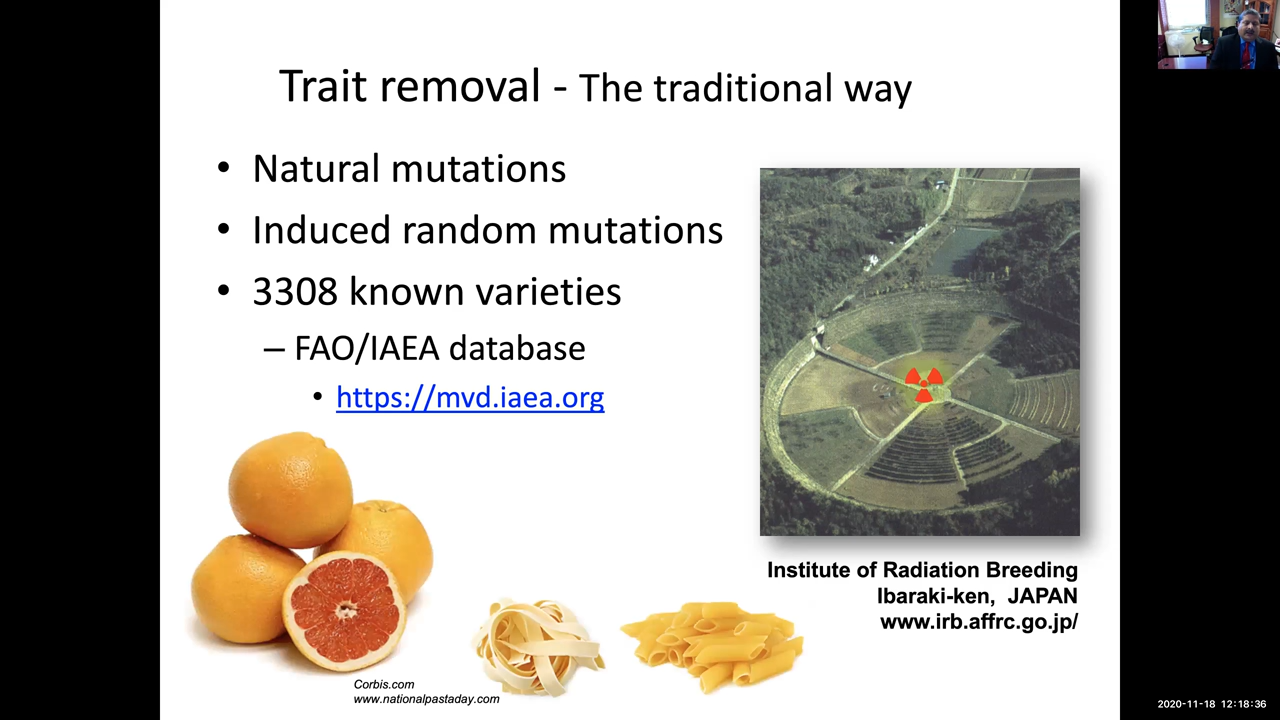 Trait removal - The traditional way
• Natural mutations
• Induced random mutations
• 3308 known varieties
– FAO/IAEA database
• https://mvd.iaea.org
Institute of Radiation Breeding
Ibaraki-ken, JAPAN
www.irb.affrc.go.jp/
Corbis.com
www.nationalpastaday.com
2020-11-18 12:18:36